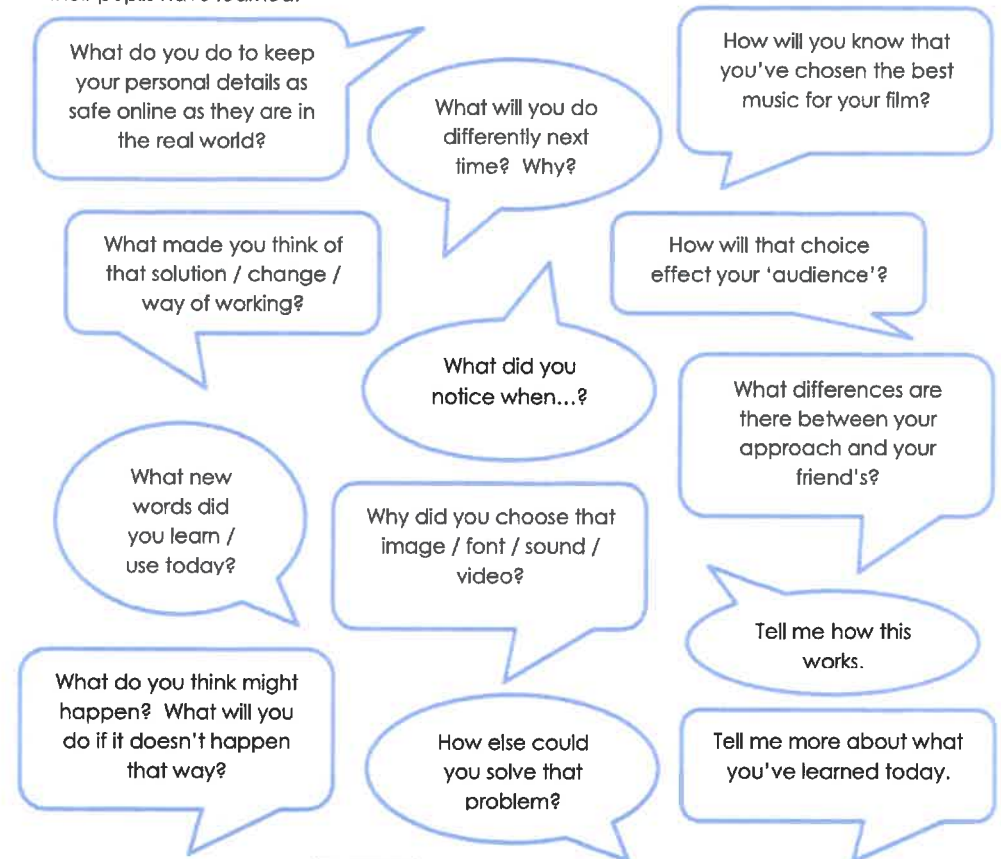 What do you do to keep
your personal details as
safe online as they are in
the real world?
What will you do
differently next
time? Why?
How will you know that
you've chosen the best
music for your film?
What made you think of
that solution / change /
way of working?
How will that choice
effect your 'audience'?
What did you
notice when...?
What differences are
there between your
approach and your
friend's?
What new
words did
you learn /
use today?
Why did you choose that
image / font / sound /
video?
Tell me how this
works.
What do you think might
happen? What will you
do if it doesn't happen
that way?
How else could
you solve that
problem?
Tell me more about what
you've learned today.